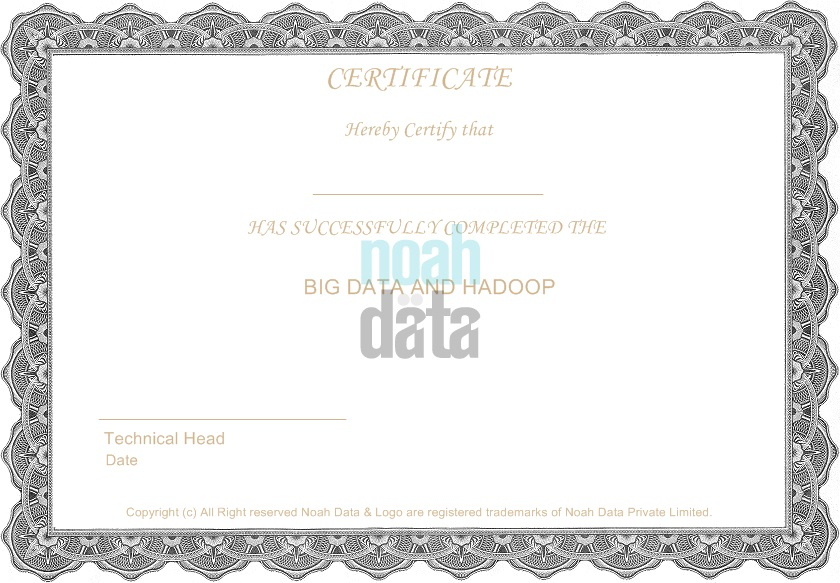 CERTIFICATE
Hereby Certify that
HAS SUCCESSFULLY COMPLETED THE
noah
BIG DATA AND HADOOP
däta
Technical Head
Date
Copyright (c) All Right reserved Noah Data & Logo are registered trademarks of Noah Data Private Limited.